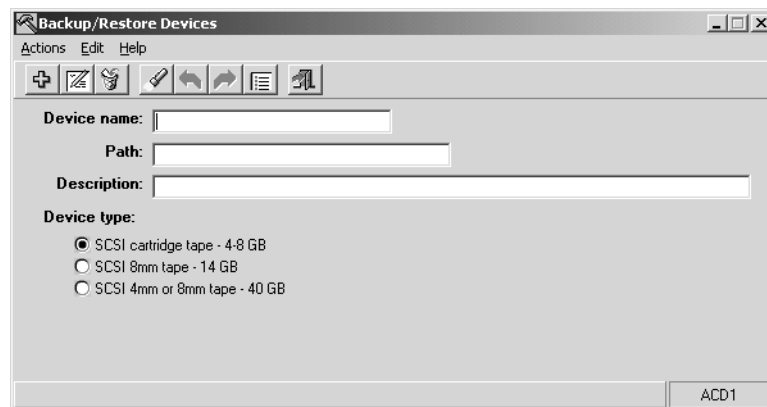 Backup/Restore Devices
Actions Edit Help
Device name:
Path:
Description:
Device type:
SCSI cartridge tape - 4-8 GB
SCSI 8mm tape - 14 GB
SCSI 4mm or 8mm tape - 40 GB
ACD1